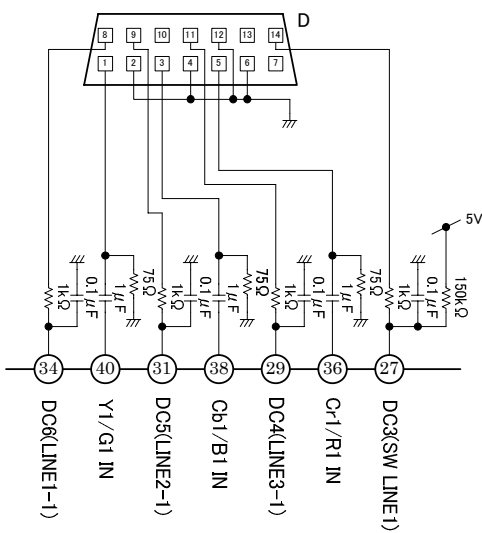 D
8 9 10 11 12 13 14
1 2 3 4 5 6 7
5V
1kΩ
0.1μF
1μF
75Ω
1kΩ
0.1μF
1μF
75Ω
1kΩ
0.1μF
1μF
75Ω
1kΩ
0.1μF
150kΩ
34 40 31 38 29 36 27
DC6(LINE1-1)
Y1/G1 IN
DC5(LINE2-1)
Cb1/B1 IN
DC4(LINE3-1)
Cr1/R1 IN
DC3(SW LINE1)